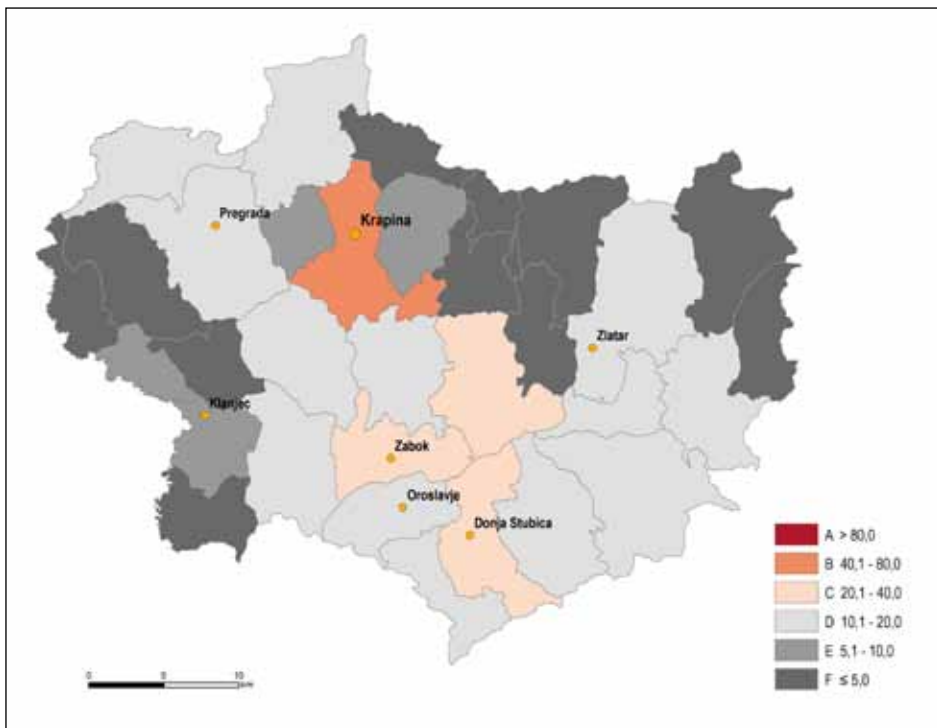 Pregrada
Krapina
Zlatar
Klanjec
Zabok
Oroslavje
Donja Stubica
A > 80,0
B 40,1 - 80,0
C 20,1 - 40,0
D 10,1 - 20,0
E 5,1 - 10,0
F ≤ 5,0
0 5 10